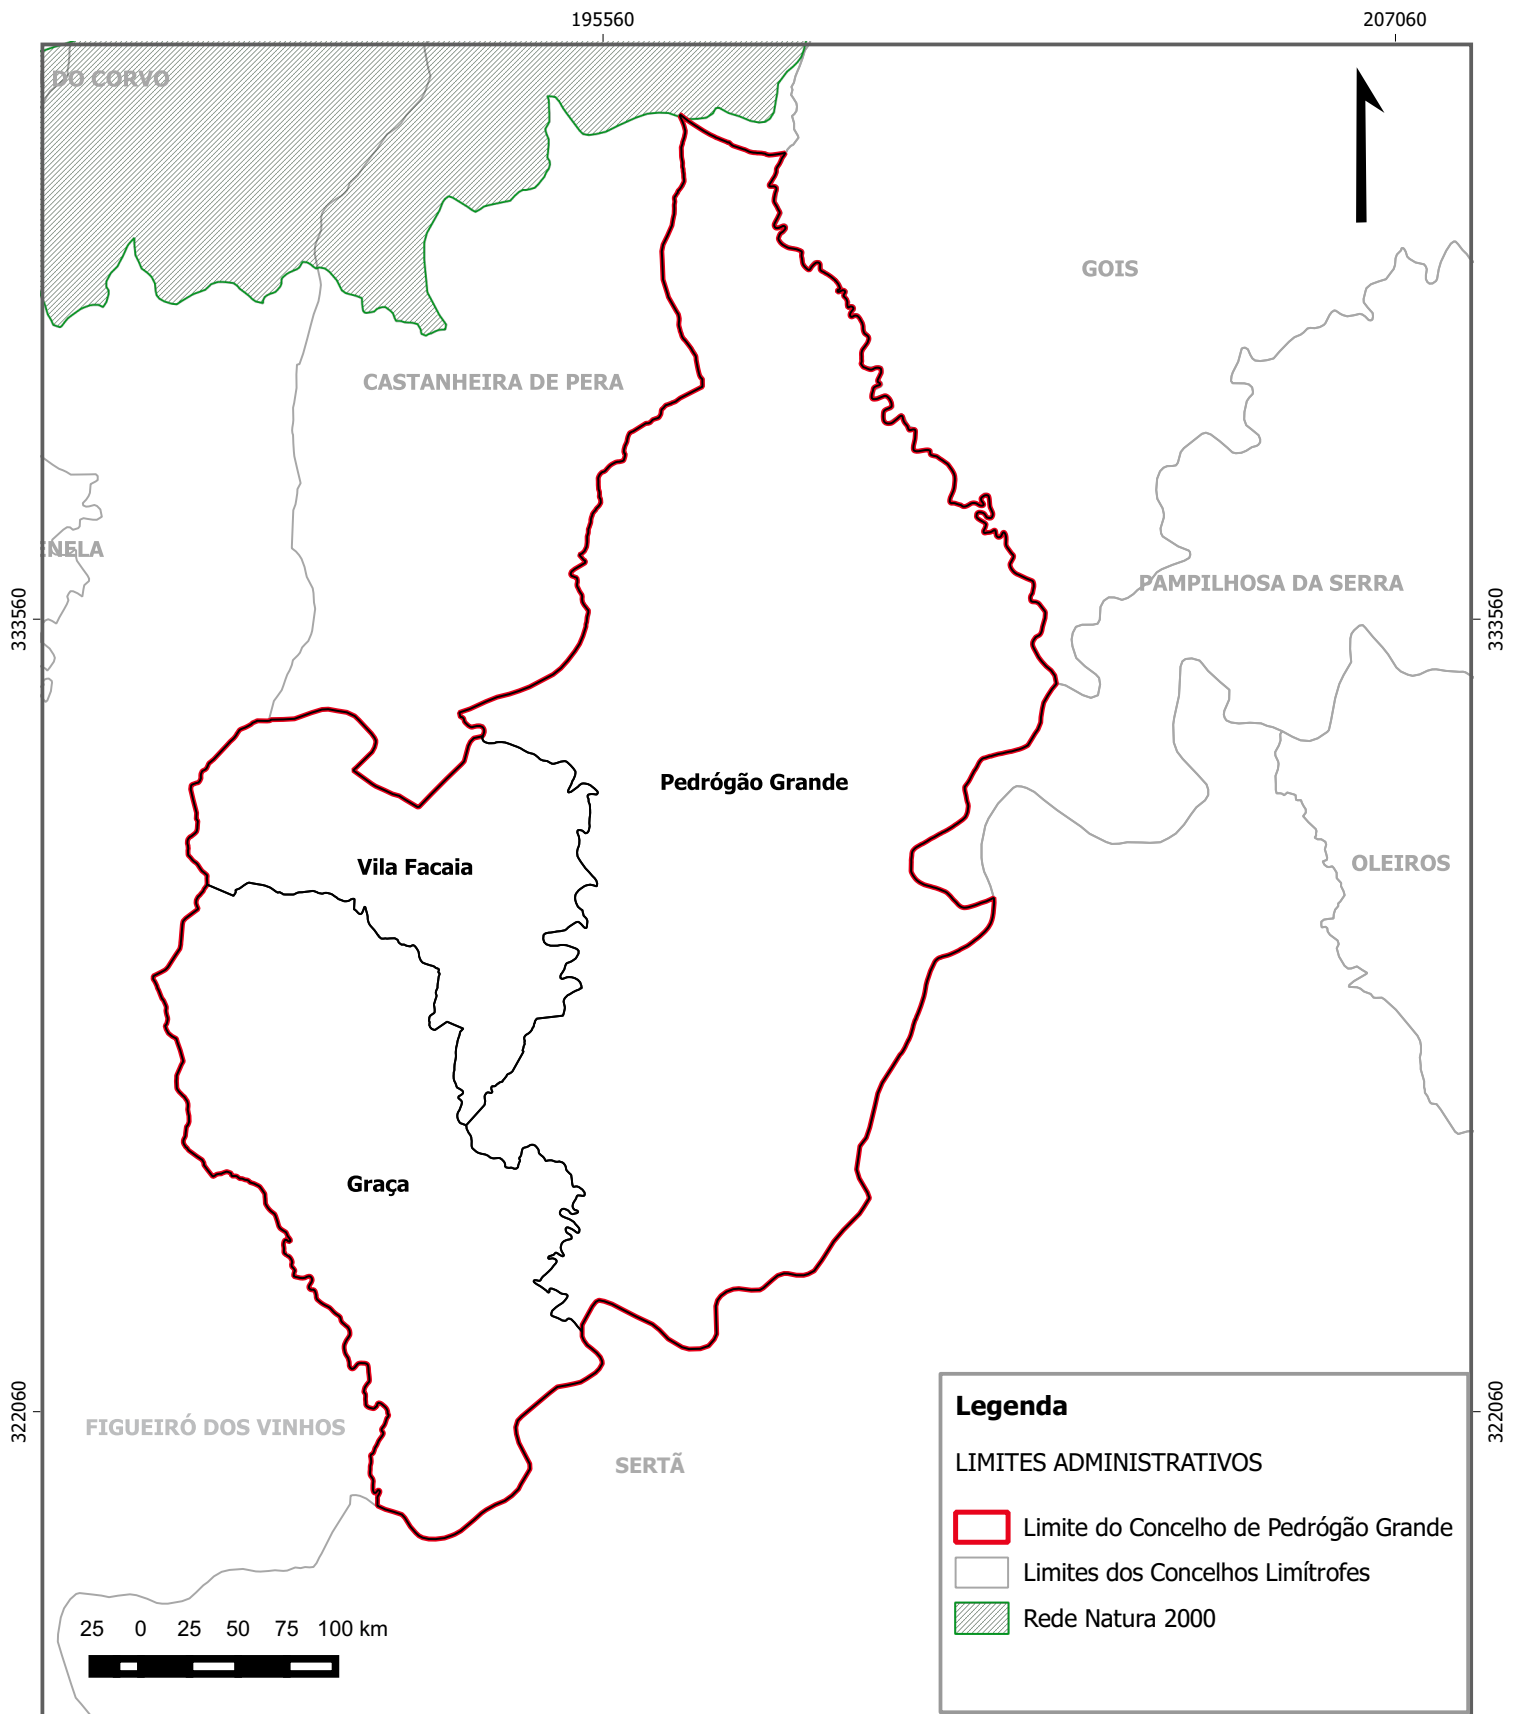 195560 207060
DO CORVO
GOIS
CASTANHEIRA DE PERA
ENELA
PAMPILHOSA DA SERRA
333560 333560
Pedrógão Grande
Vila Facaia
OLEIROS
Graça
322060 322060
FIGUEIRÓ DOS VINHOS
SERTÃ
Legenda
LIMITES ADMINISTRATIVOS
Limite do Concelho de Pedrógão Grande
Limites dos Concelhos Limítrofes
Rede Natura 2000
25 0 25 50 75 100 km